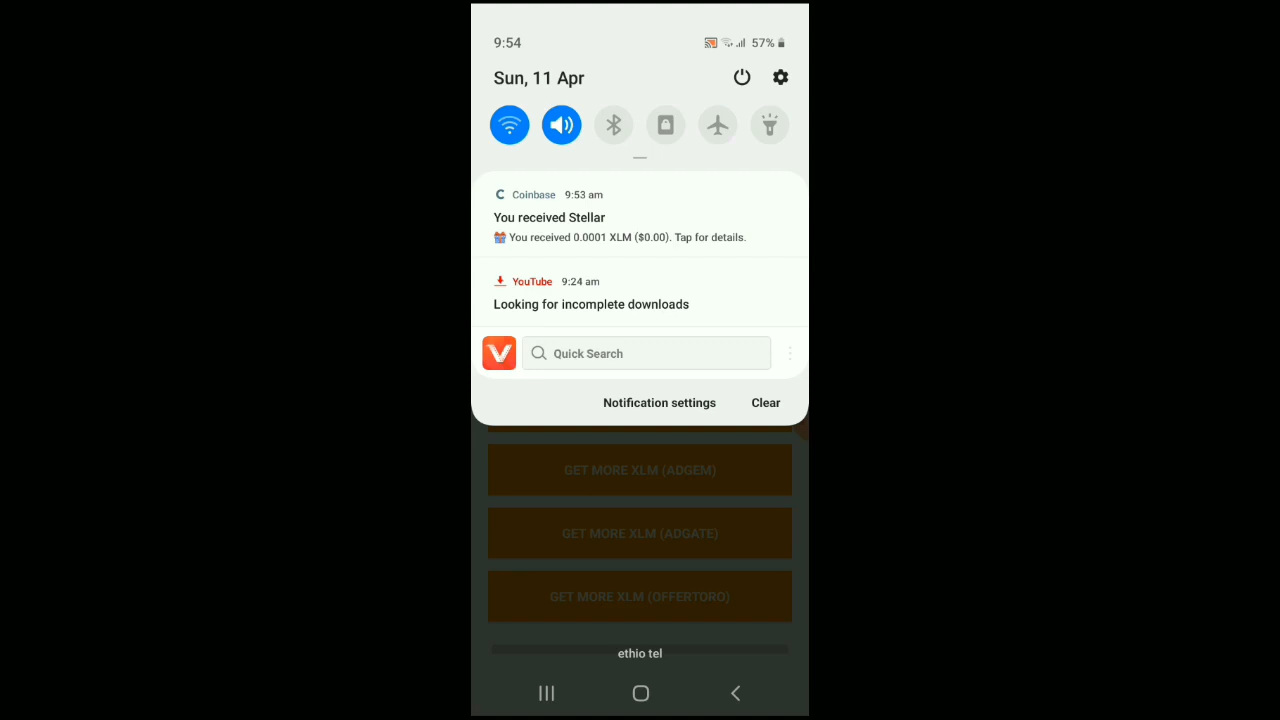 9:54 57%
Sun, 11 Apr
Coinbase 9:53 am
You received Stellar
You received 0.0001 XLM ($0.00). Tap for details.
YouTube 9:24 am
Looking for incomplete downloads
Quick Search
Notification settings Clear
GET MORE XLM (ADGEM)
GET MORE XLM (ADGATE)
GET MORE XLM (OFFERTORO)
ethio tel